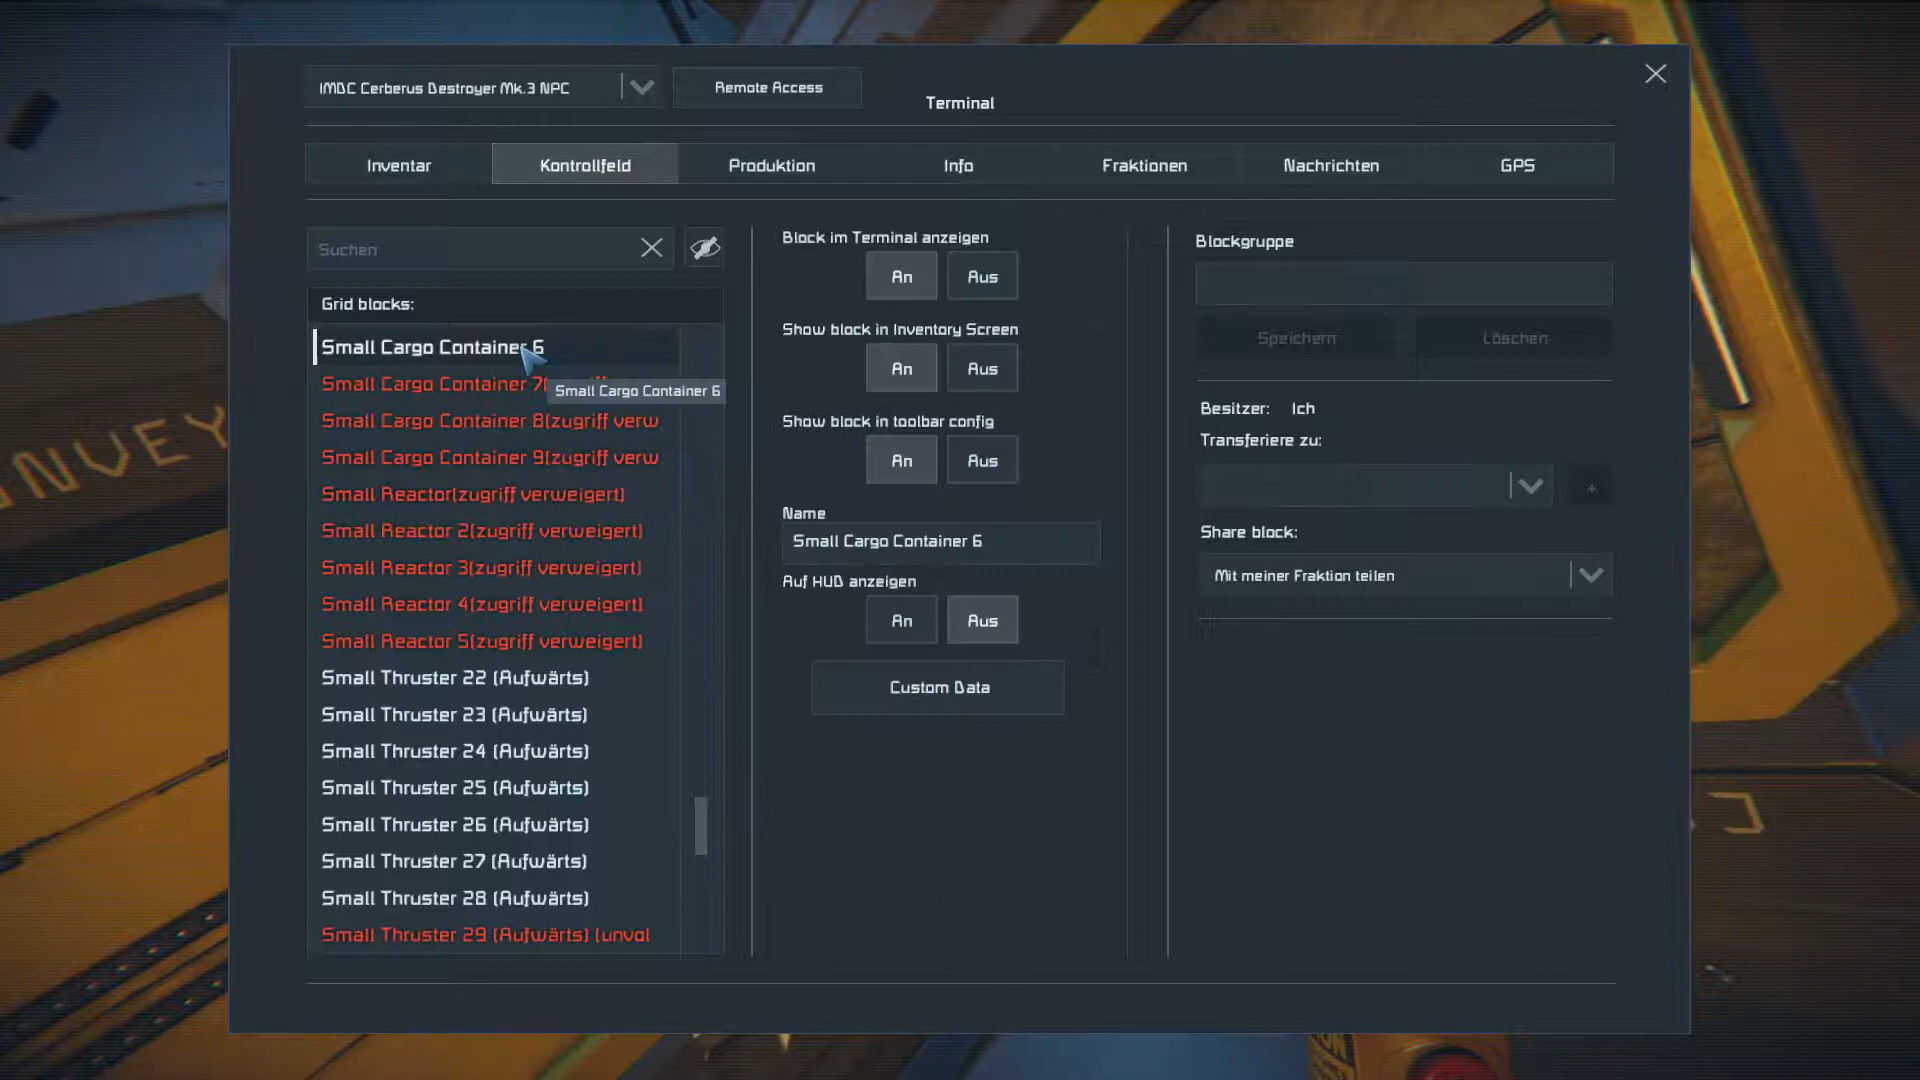 IMDC Cerberus Destroyer Mk.3 NPC
Remote Access
Terminal
Inventar
Kontrollfeld
Produktion
Info
Fraktionen
Nachrichten
GPS
Suchen
Grid blocks:
Small Cargo Container 6
Small Cargo Container 7(
Small Cargo Container 6
Small Cargo Container 8(zugriff verw
Small Cargo Container 9(zugriff verw
Small Reactor(zugriff verweigert)
Small Reactor 2(zugriff verweigert)
Small Reactor 3(zugriff verweigert)
Small Reactor 4(zugriff verweigert)
Small Reactor 5(zugriff verweigert)
Small Thruster 22 (Aufwärts)
Small Thruster 23 (Aufwärts)
Small Thruster 24 (Aufwärts)
Small Thruster 25 (Aufwärts)
Small Thruster 26 (Aufwärts)
Small Thruster 27 (Aufwärts)
Small Thruster 28 (Aufwärts)
Small Thruster 29 (Aufwärts) (unvol
Block im Terminal anzeigen
An
Aus
Show block in Inventory Screen
An
Aus
Show block in toolbar config
An
Aus
Name
Small Cargo Container 6
Auf HUD anzeigen
An
Aus
Custom Data
Blockgruppe
Speichern
Löschen
Besitzer: Ich
Transferiere zu:
+
Share block:
Mit meiner Fraktion teilen
NVEY